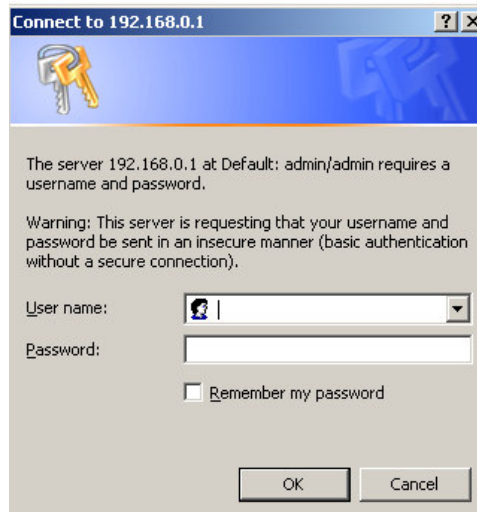 Connect to 192.168.0.1
The server 192.168.0.1 at Default: admin/admin requires a
username and password.
Warning: This server is requesting that your username and
password be sent in an insecure manner (basic authentication
without a secure connection).
User name:
Password:
Remember my password
OK Cancel